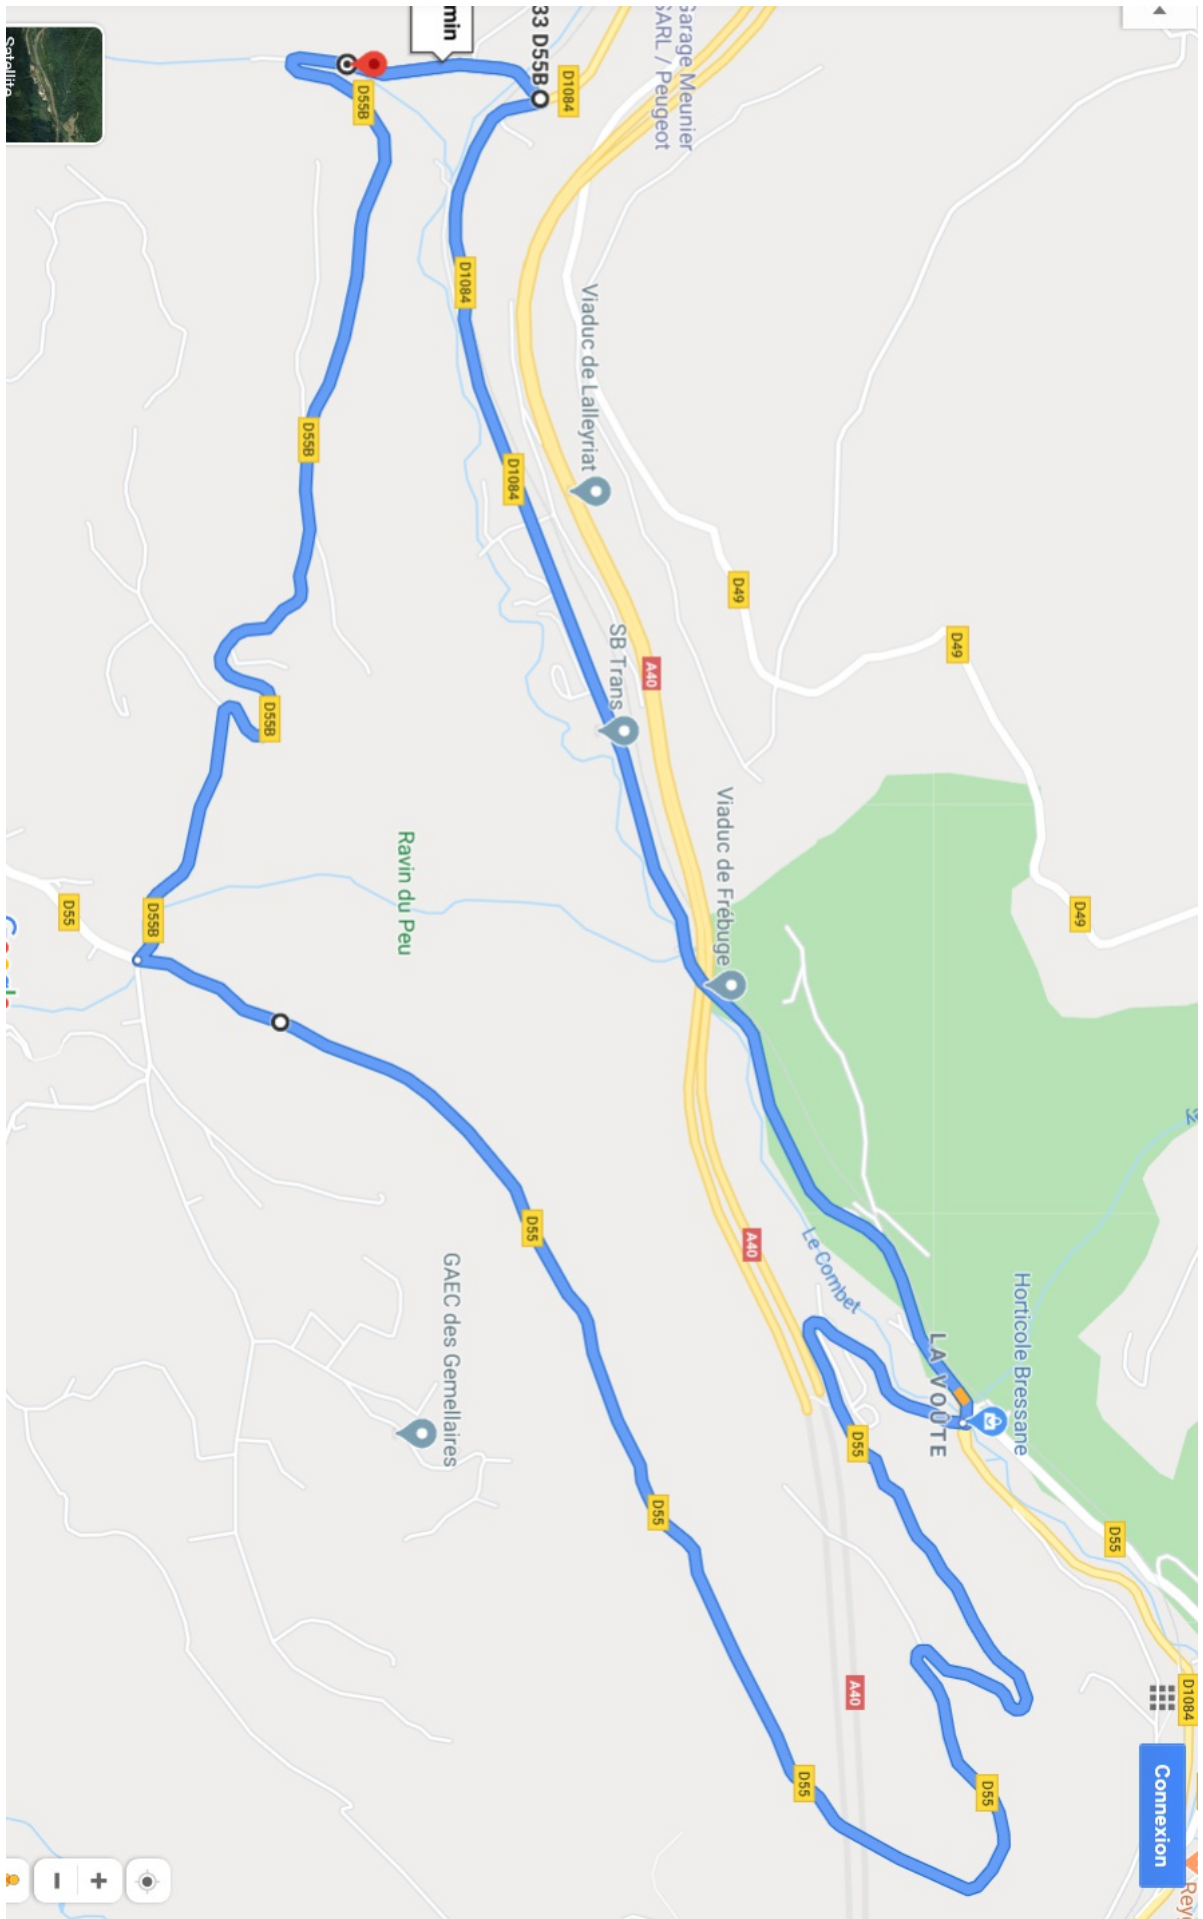 Garage Meunier
SARL / Peugeot
33 D55B
min
D1084
D55B
Satellite
D1084
Viaduc de Lalleyriat
D55B
D1084
D49
D49
SB Trans
A40
D55B
Viaduc de Frébuge
Ravin du Peu
D49
D55
D55B
D55
A40
Le Combet
GAEC des Gemellaires
Horticole Bressane
LA VOÛTE
D55
D55
D55
A40
D1084
D55
D55
Connexion